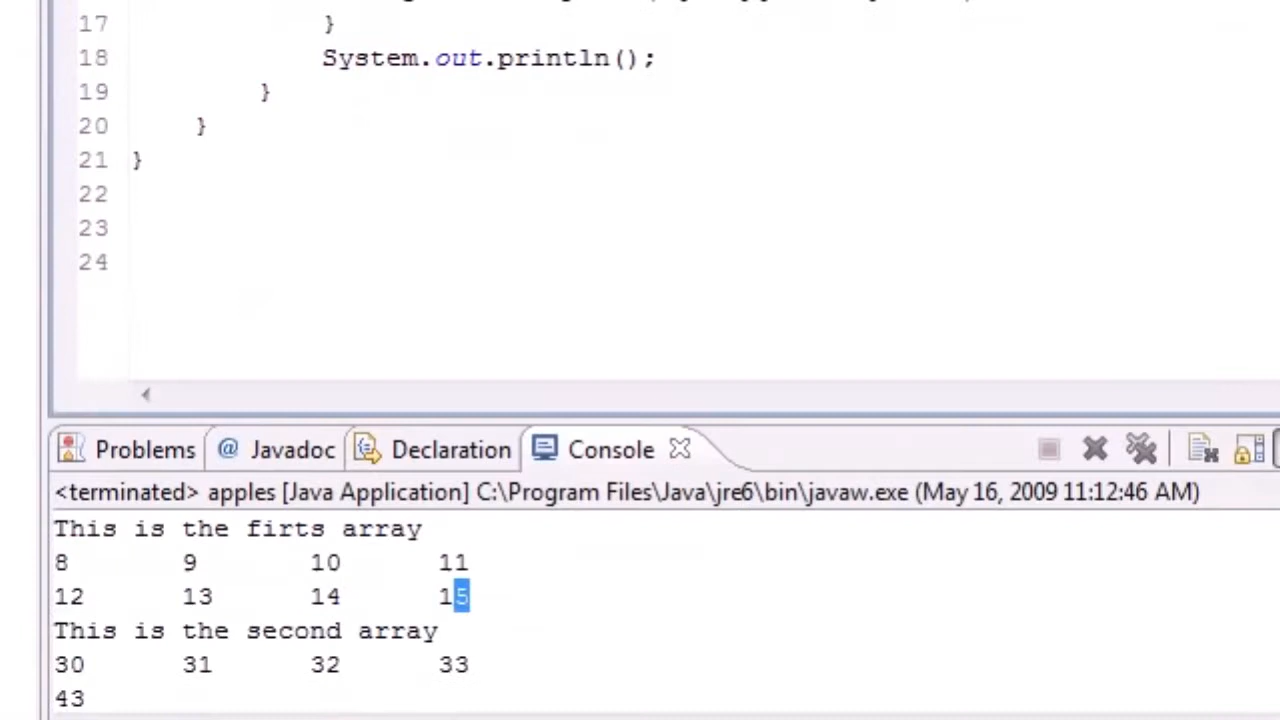 17 }
18 System.out.println();
19 }
20 }
21 }
22
23
24
Problems @ Javadoc Declaration Console
<terminated> apples [Java Application] C:\Program Files\Java\jre6\bin\javaw.exe (May 16, 2009 11:12:46 AM)
This is the firts array
8 9 10 11
12 13 14 15
This is the second array
30 31 32 33
43